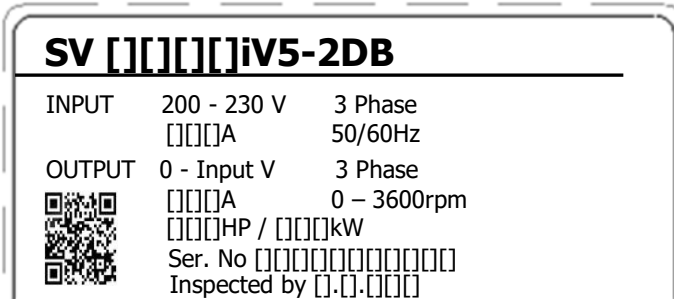 SV [][][][]iV5-2DB
INPUT 200 - 230 V 3 Phase
[][][]A 50/60Hz
OUTPUT 0 - Input V 3 Phase
[][][]A 0 – 3600rpm
[][][]HP / [][][]kW
Ser. No [][][][][][][][][][][]
Inspected by [].[].[][][]